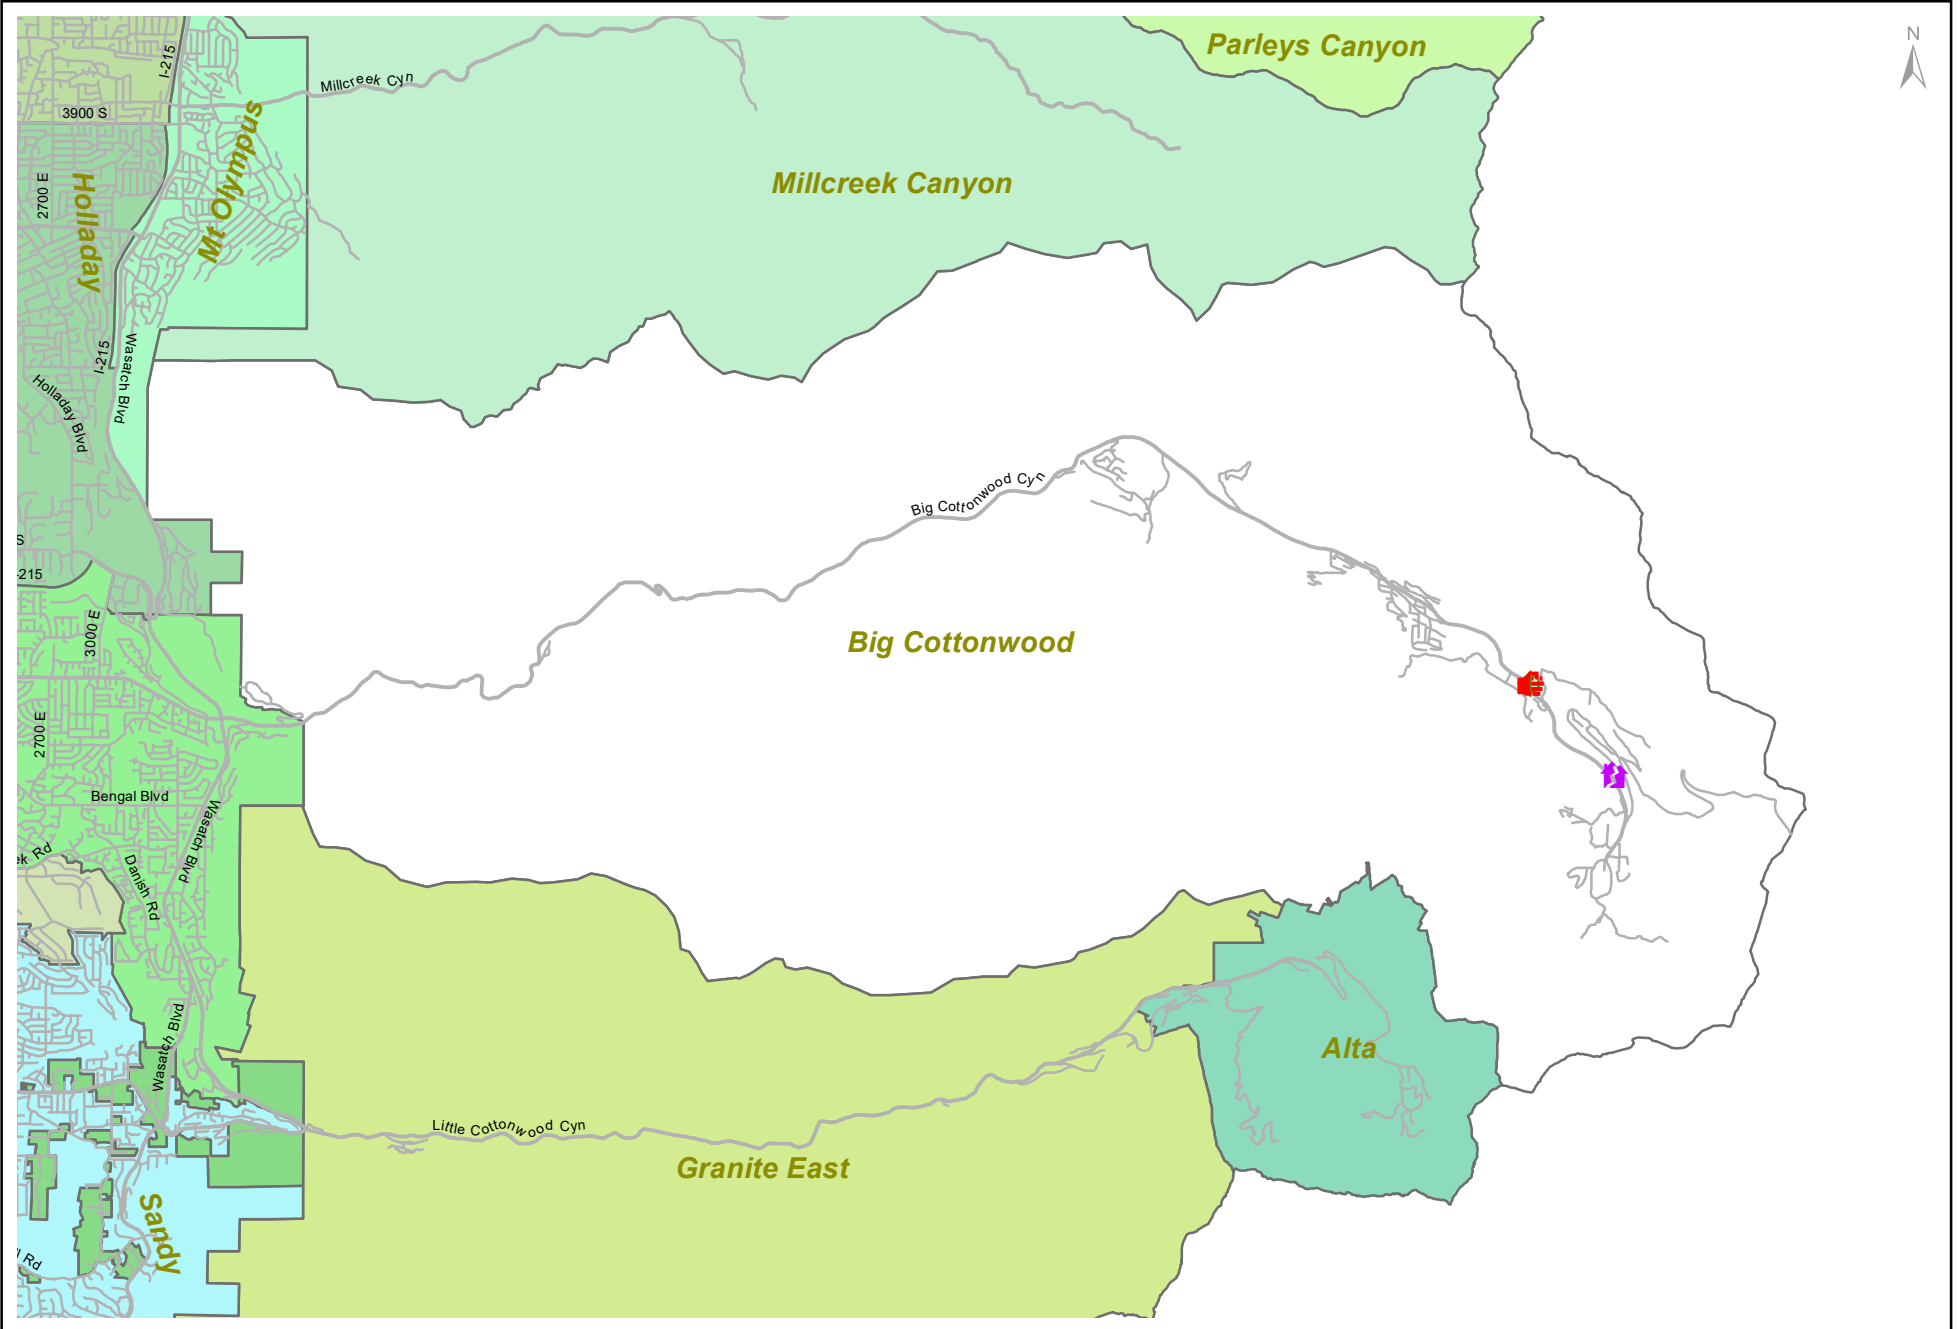 Parleys Canyon
N
I-215
Millcreek Cyn
3900 S
Mt Olympus
Holladay
2700 E
Millcreek Canyon
I-215
Wasatch Blvd
Holladay Blvd
Big Cottonwood Cyn
S
-215
3000 E
Big Cottonwood
2700 E
Bengal Blvd
Wasatch Blvd
ek Rd
Danish Rd
Wasatch Blvd
Alta
Little Cottonwood Cyn
Granite East
Sandy
l Rd